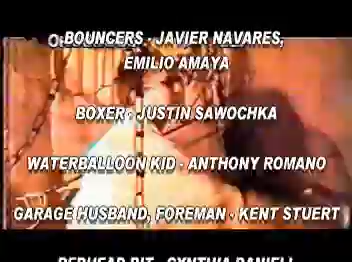 BOUNCERS - JAVIER NAVARES,
EMILIO AMAYA
BOXER - JUSTIN SAWOCHKA
WATERBALLOON KID - ANTHONY ROMANO
GARAGE HUSBAND, FOREMAN - KENT STUERT